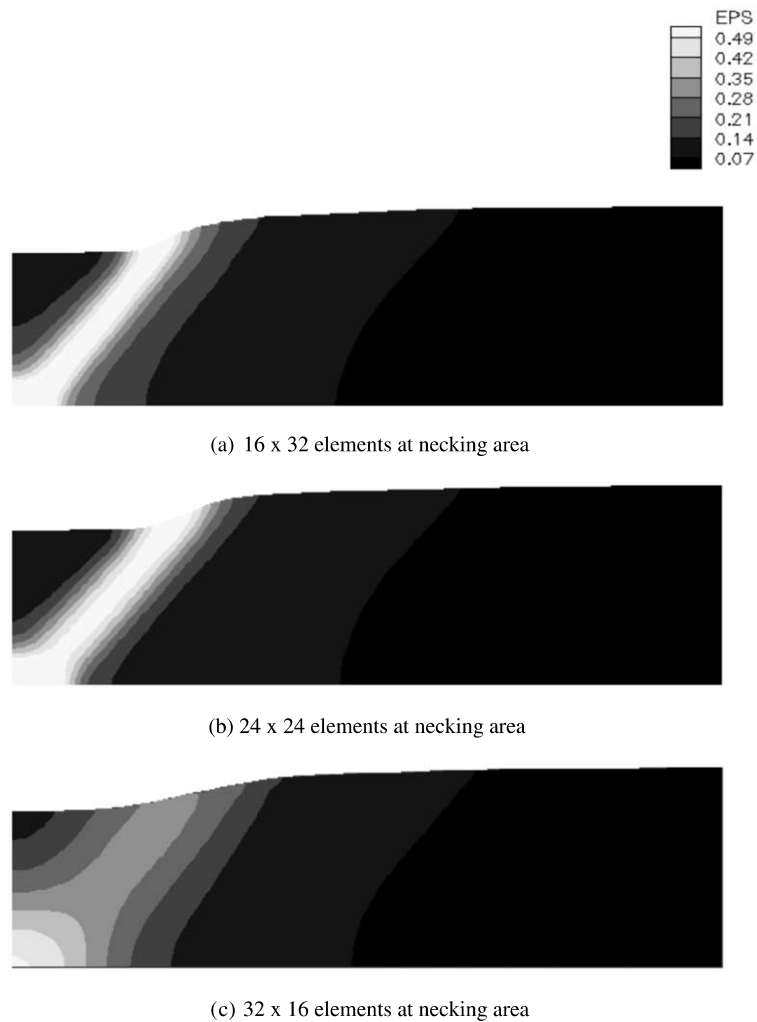 EPS
0.49
0.42
0.35
0.28
0.21
0.14
0.07
(a) 16 x 32 elements at necking area
(b) 24 x 24 elements at necking area
(c) 32 x 16 elements at necking area